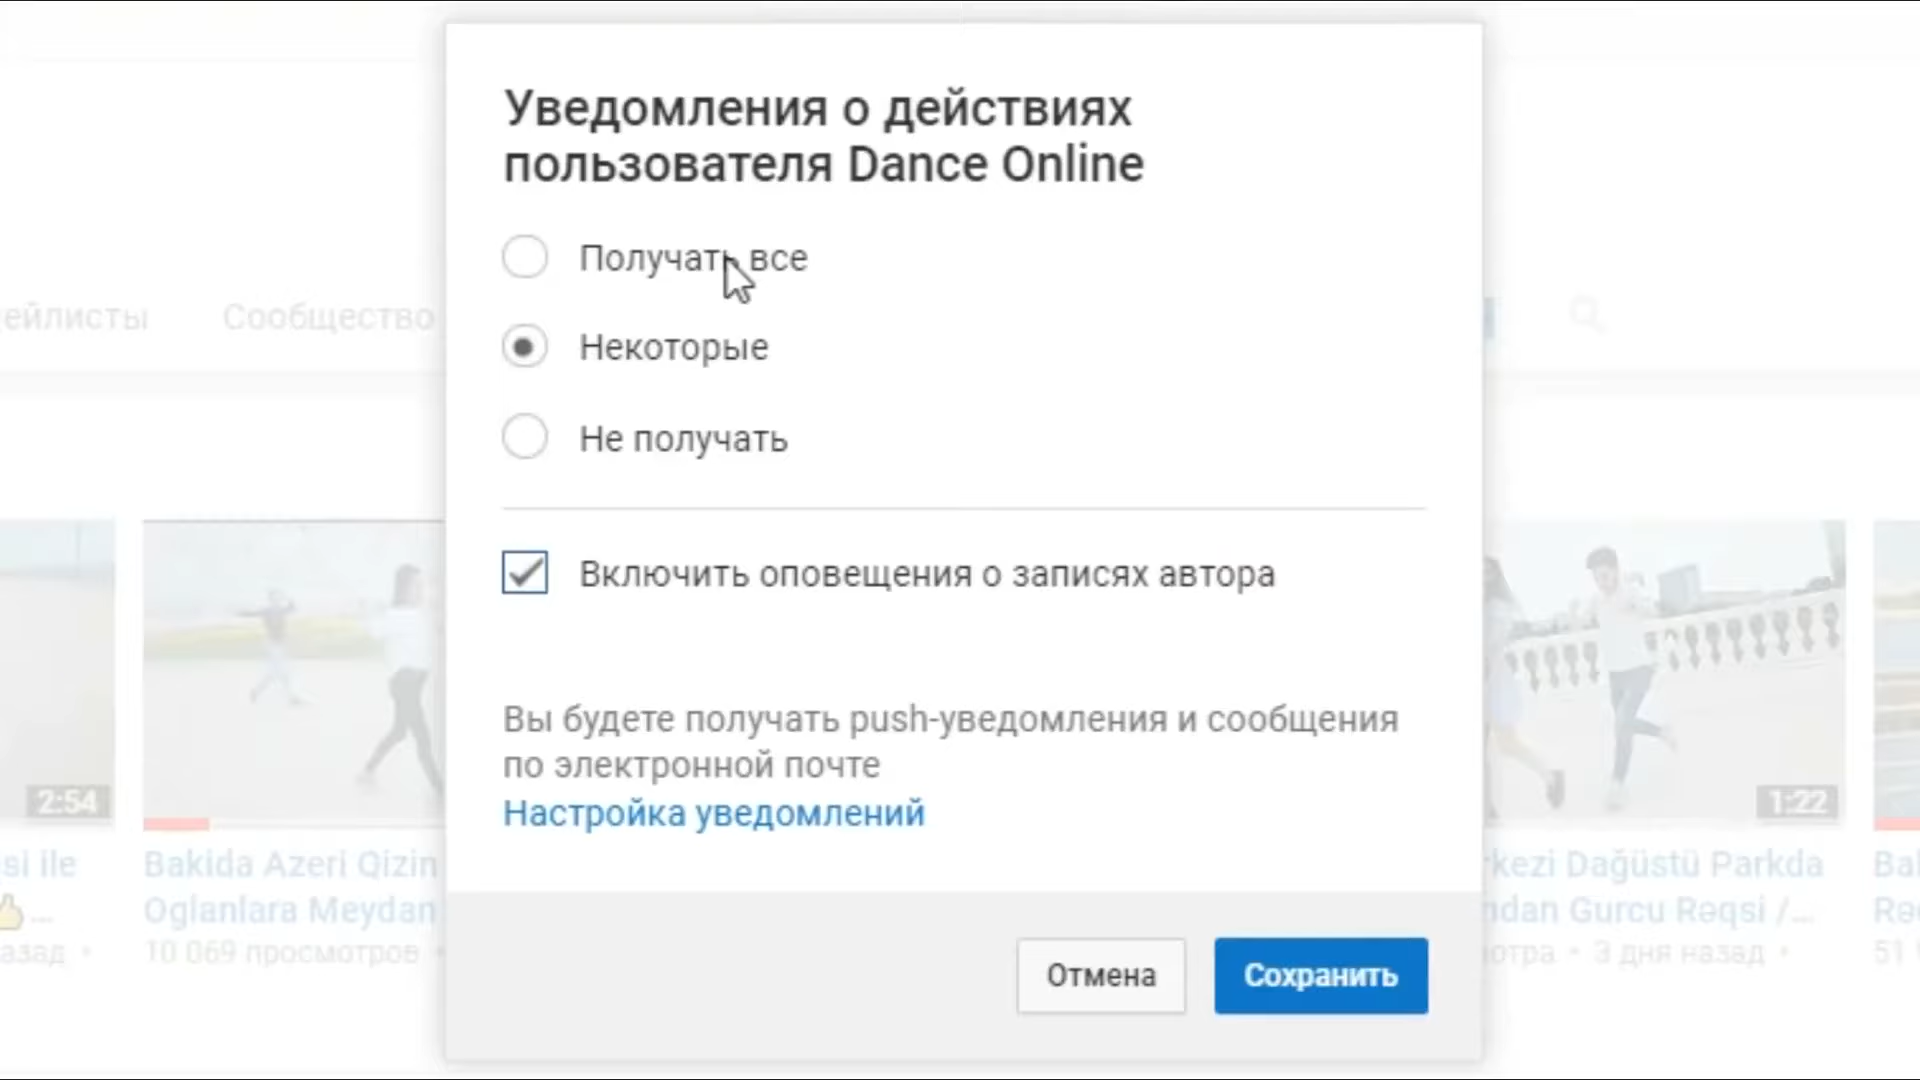 Уведомления о действиях
пользователя Dance Online
Получать все
Некоторые
Не получать
Включить оповещения о записях автора
Вы будете получать push-уведомления и сообщения
по электронной почте
Настройка уведомлений
Отмена
Сохранить
Сообщество
2:54
1:22
si ile
Bakida Azeri Qizin
Oglanlara Meydan
10 069 просмотров
kezi Dağüstü Parkda
ndan Gurcu Rəqsi /...
3 дня назад